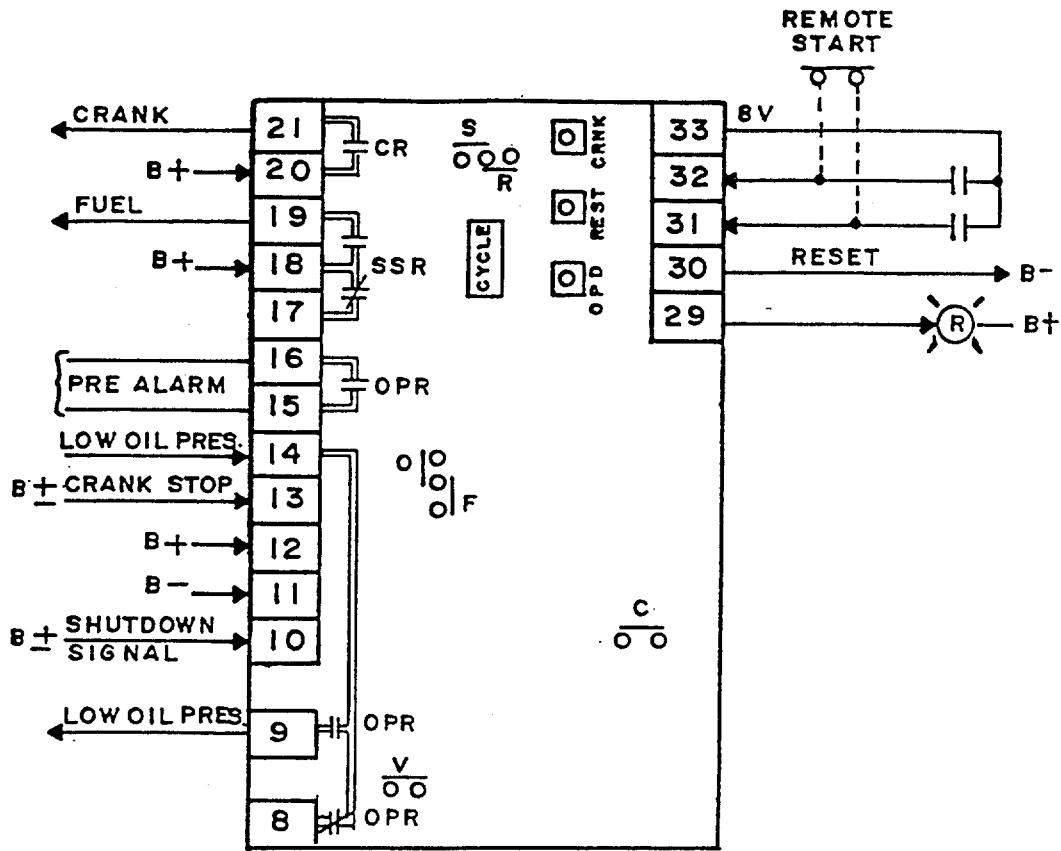 REMOTE
START
CRANK
B+
FUEL
B+
PRE ALARM
LOW OIL PRES.
B± CRANK STOP
B+
B-
B± SHUTDOWN
SIGNAL
LOW OIL PRES.
21
20
19
18
17
16
15
14
13
12
11
10
9
8
CR
SSR
OPR
OPR
OPR
S
R
CYCLE
CRNK
REST
OPD
O
F
C
V
33
32
31
30
29
8V
RESET
B-
R
B+